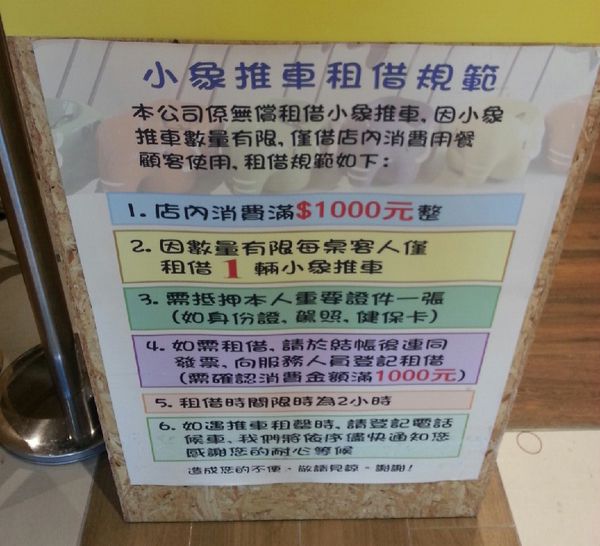 小象推車租借規範
本公司係無償租借小象推車,因小象
推車數量有限,僅借店內消費用餐
顧客使用,租借規範如下:
1. 店內消費滿$1000元整
2. 因數量有限每桌客人僅
租借 1 輛小象推車
3. 需抵押本人重要證件一張
(如身份證, 駕照, 健保卡)
4. 如需租借, 請於結帳後連同
發票, 向服務人員登記租借
(需確認消費金額滿1000元)
5. 租借時間限時為2小時
6. 如遇推車租罄時, 請登記電話
候車, 我們將依序儘快通知您
感謝您的耐心等候
造成您的不便, 敬請見諒, 謝謝!